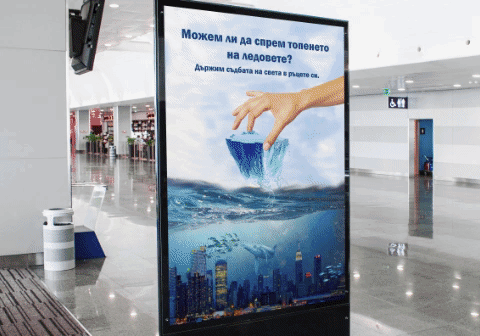 Можем ли да спрем топенето
на ледовете?
Държим съдбата на света в ръцете си.